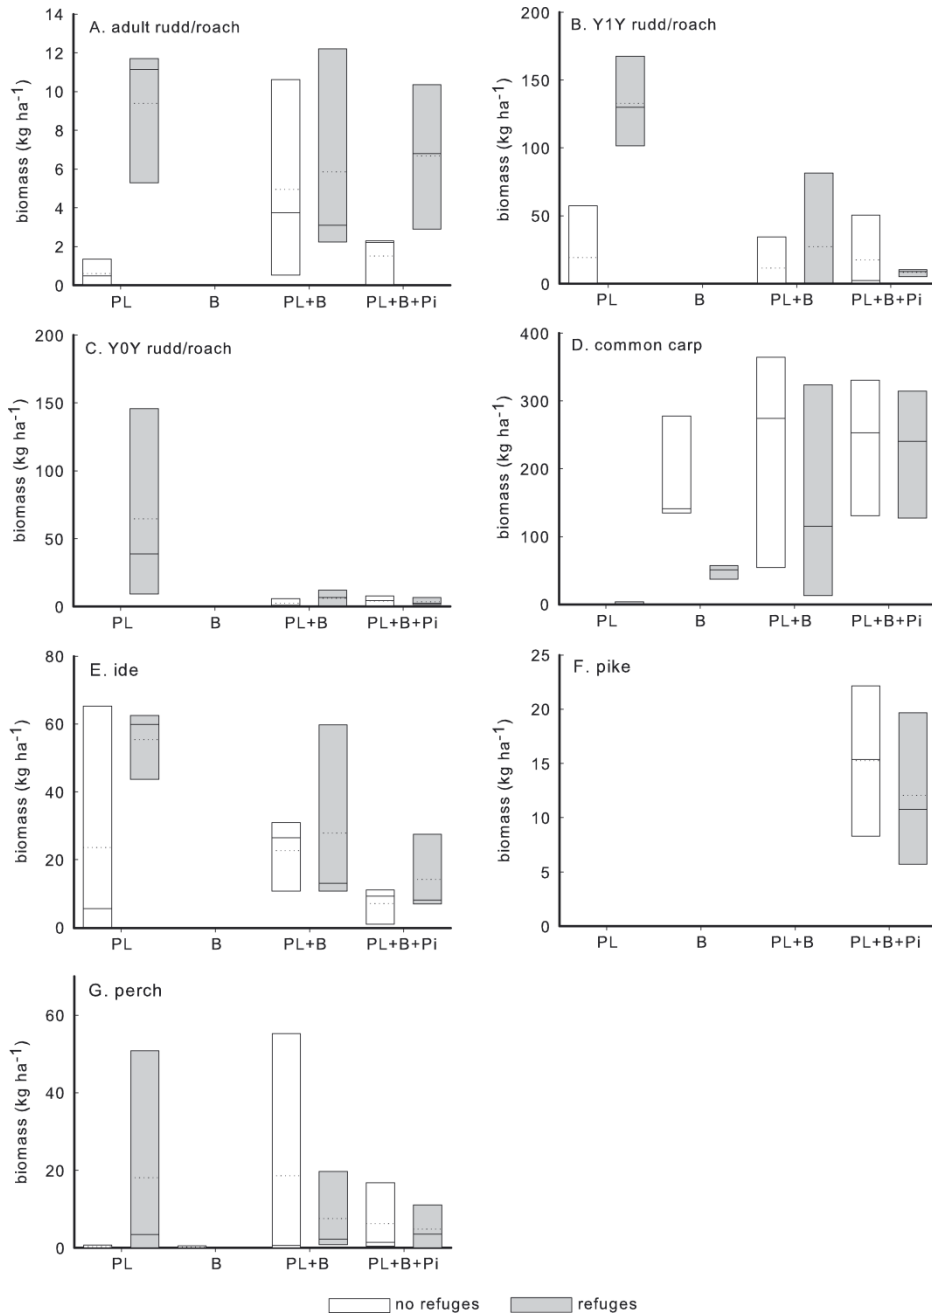 A. adult rudd/roach
biomass (kg ha⁻¹)
14
12
10
8
6
4
2
0
PL B PL+B PL+B+Pi
B. Y1Y rudd/roach
biomass (kg ha⁻¹)
200
150
100
50
0
PL B PL+B PL+B+Pi
C. Y0Y rudd/roach
biomass (kg ha⁻¹)
200
150
100
50
0
PL B PL+B PL+B+Pi
D. common carp
biomass (kg ha⁻¹)
400
300
200
100
0
PL B PL+B PL+B+Pi
E. ide
biomass (kg ha⁻¹)
80
60
40
20
0
PL B PL+B PL+B+Pi
F. pike
biomass (kg ha⁻¹)
25
20
15
10
5
0
PL B PL+B PL+B+Pi
G. perch
biomass (kg ha⁻¹)
60
40
20
0
PL B PL+B PL+B+Pi
no refuges refuges